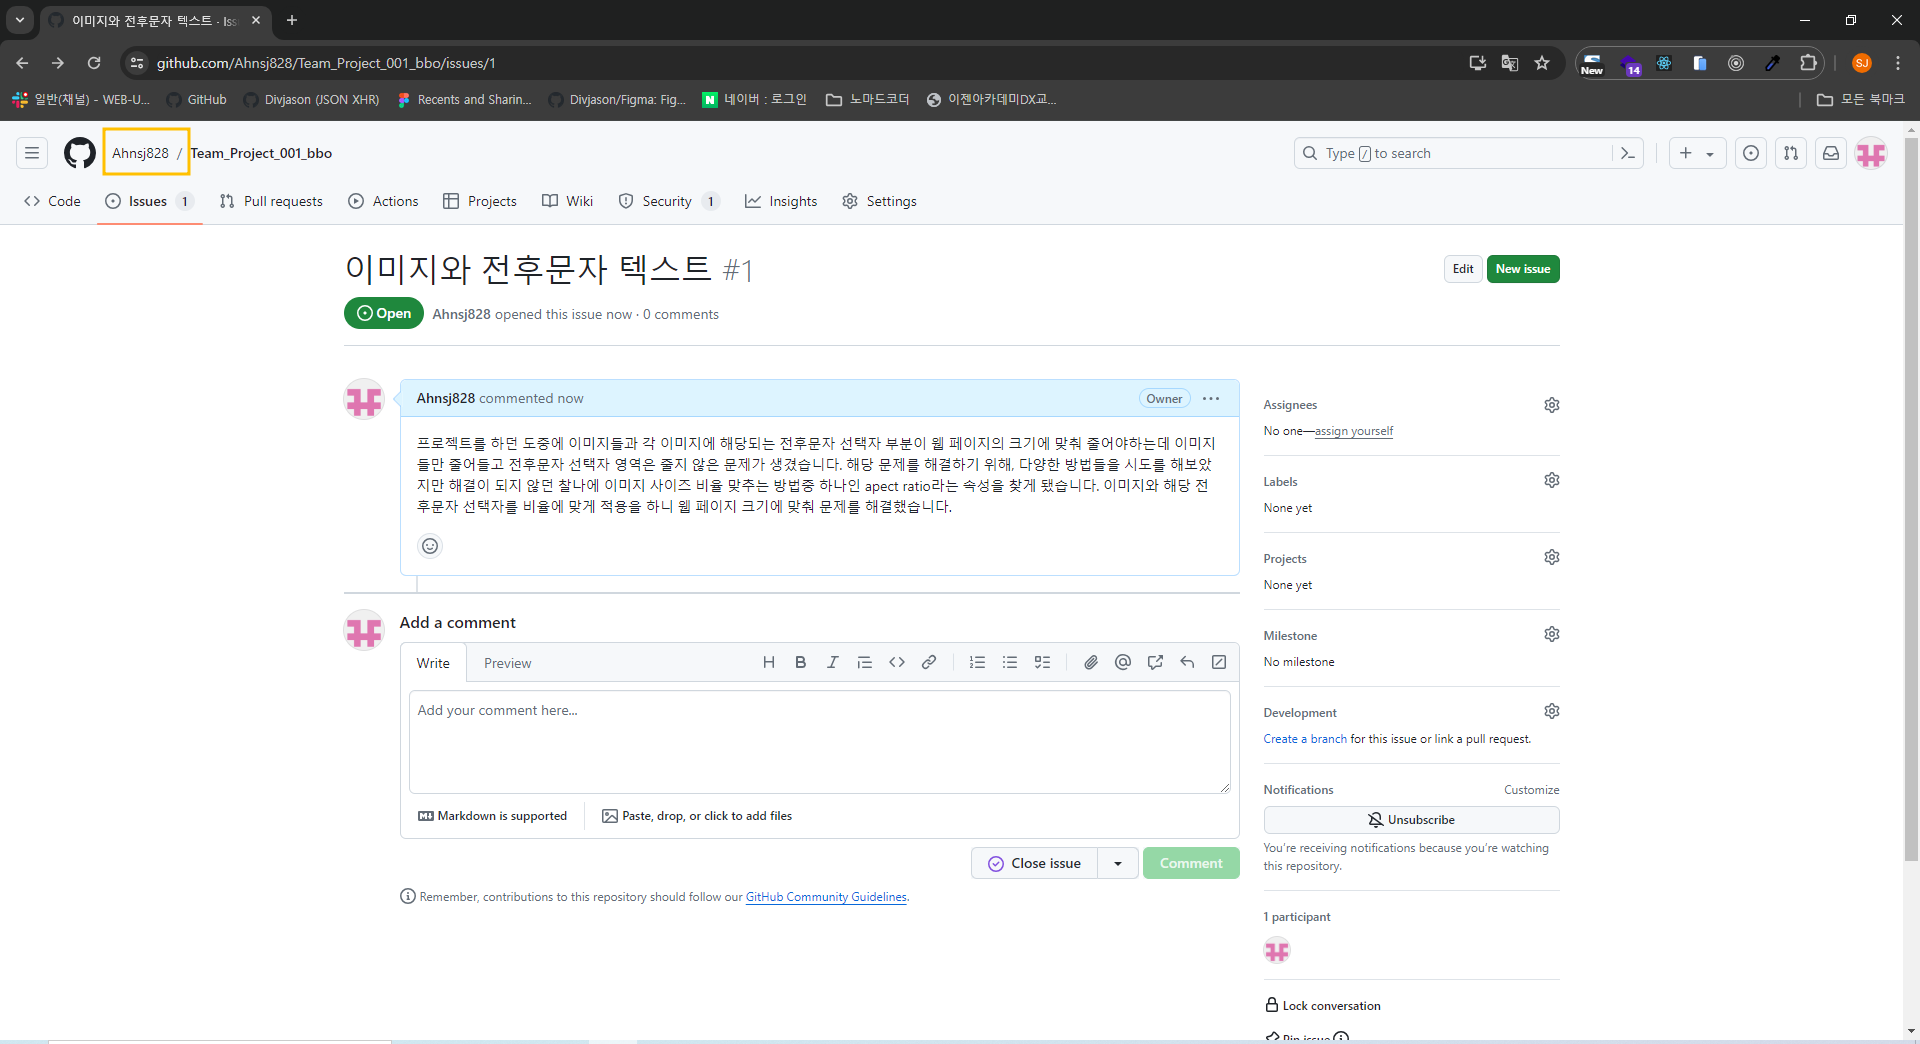 이미지와 전후문자 텍스트 · Iss
github.com/Ahnsj828/Team_Project_001_bbo/issues/1
New
14
SJ
일반(채널) - WEB-U...
GitHub
Divjason (JSON XHR)
Recents and Sharin...
Divjason/Figma: Fig...
N 네이버 : 로그인
노마드코더
이젠아카데미DX교...
모든 북마크
Ahnsj828 / Team_Project_001_bbo
Type / to search
Code
Issues 1
Pull requests
Actions
Projects
Wiki
Security 1
Insights
Settings
이미지와 전후문자 텍스트 #1
Edit
New issue
Open
Ahnsj828 opened this issue now · 0 comments
Ahnsj828 commented now
Owner
프로젝트를 하던 도중에 이미지들과 각 이미지에 해당되는 전후문자 선택자 부분이 웹 페이지의 크기에 맞춰 줄어야하는데 이미지
들만 줄어들고 전후문자 선택자 영역은 줄지 않은 문제가 생겼습니다. 해당 문제를 해결하기 위해, 다양한 방법들을 시도를 해보았
지만 해결이 되지 않던 찰나에 이미지 사이즈 비율 맞추는 방법중 하나인 apect ratio라는 속성을 찾게 됐습니다. 이미지와 해당 전
후문자 선택자를 비율에 맞게 적용을 하니 웹 페이지 크기에 맞춰 문제를 해결했습니다.
Add a comment
Write
Preview
H B I
Add your comment here...
Markdown is supported
Paste, drop, or click to add files
Close issue
Comment
Remember, contributions to this repository should follow our GitHub Community Guidelines.
Assignees
No one—assign yourself
Labels
None yet
Projects
None yet
Milestone
No milestone
Development
Create a branch for this issue or link a pull request.
Notifications
Customize
Unsubscribe
You're receiving notifications because you're watching
this repository.
1 participant
Lock conversation
Pin issue